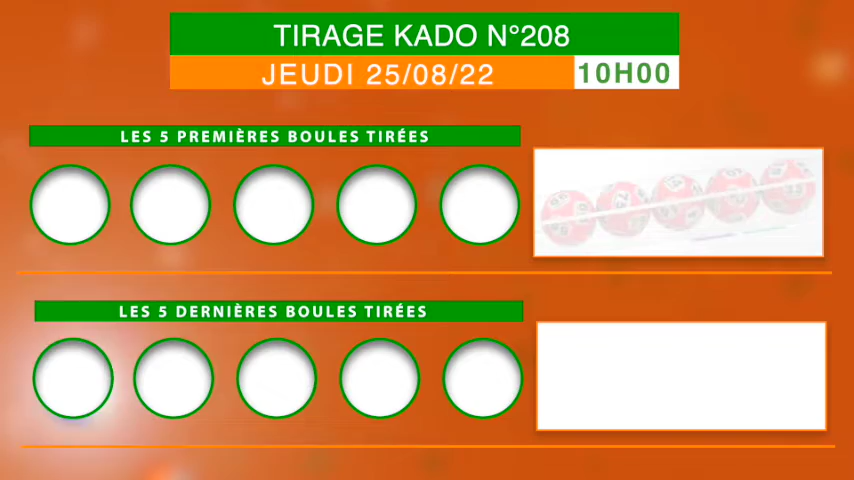 TIRAGE KADO N°208
JEUDI 25/08/22 10H00
LES 5 PREMIÈRES BOULES TIRÉES
LES 5 DERNIÈRES BOULES TIRÉES